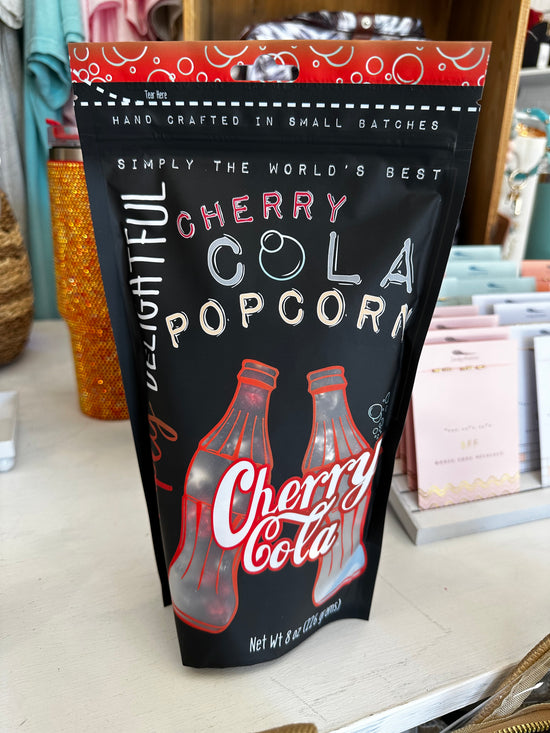 Tear Here
HAND CRAFTED IN SMALL BATCHES
SIMPLY THE WORLD'S BEST
DELIGHTFUL
CHERRY
COLA
POPCORN
Cherry
Cola
Net Wt 8 oz (226 grams)